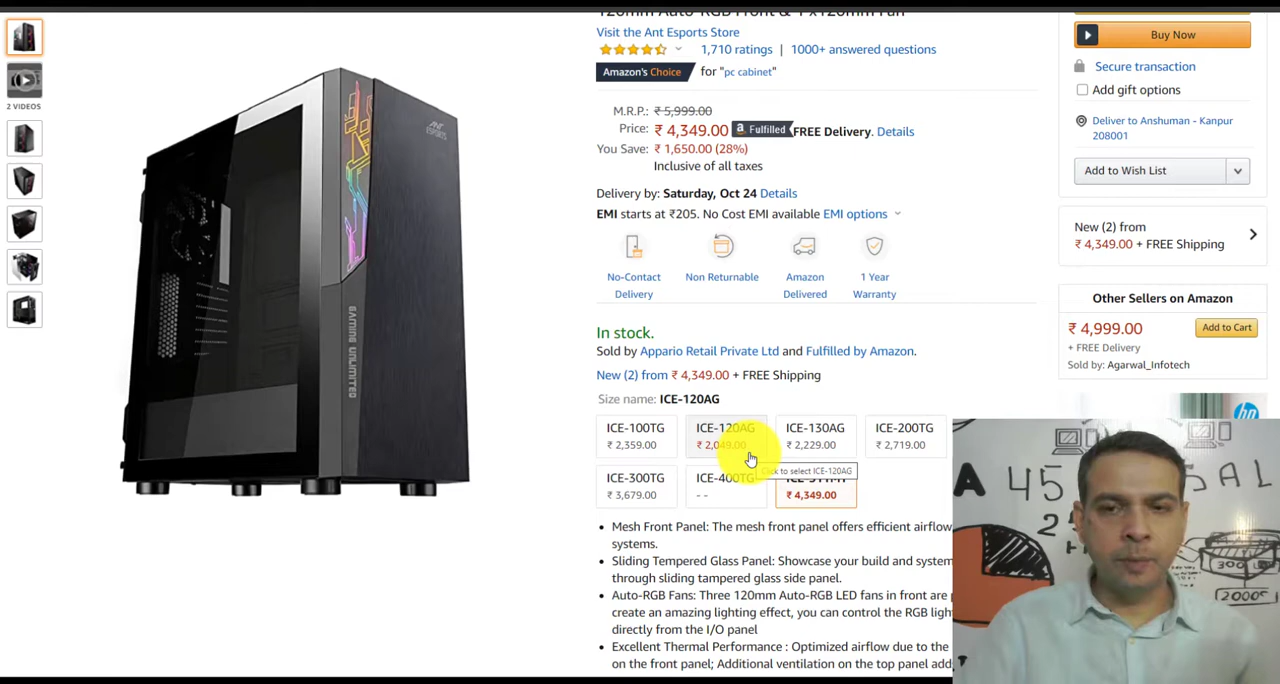 120mm Auto-RGB Front & 1 x120mm Fan
Visit the Ant Esports Store
1,710 ratings | 1000+ answered questions
Amazon's Choice for "pc cabinet"
M.R.P.: ₹ 5,999.00
Price: ₹ 4,349.00 a Fulfilled FREE Delivery. Details
You Save: ₹ 1,650.00 (28%)
Inclusive of all taxes
Delivery by: Saturday, Oct 24 Details
EMI starts at ₹205. No Cost EMI available EMI options
No-Contact
Delivery
Non Returnable
Amazon
Delivered
1 Year
Warranty
In stock.
Sold by Appario Retail Private Ltd and Fulfilled by Amazon.
New (2) from ₹ 4,349.00 + FREE Shipping
Size name: ICE-120AG
ICE-100TG
₹ 2,359.00
ICE-120AG
₹ 2,049.00
ICE-130AG
₹ 2,229.00
ICE-200TG
₹ 2,719.00
Click to select ICE-120AG
ICE-300TG
₹ 3,679.00
ICE-400TG
- -
₹ 4,349.00
• Mesh Front Panel: The mesh front panel offers efficient airflow
systems.
• Sliding Tempered Glass Panel: Showcase your build and system
through sliding tempered glass side panel.
• Auto-RGB Fans: Three 120mm Auto-RGB LED fans in front are
create an amazing lighting effect, you can control the RGB
directly from the I/O panel
• Excellent Thermal Performance : Optimized airflow due to the
on the front panel; Additional ventilation on the top panel
Buy Now
Secure transaction
Add gift options
Deliver to Anshuman - Kanpur
208001
Add to Wish List
New (2) from
₹ 4,349.00 + FREE Shipping
Other Sellers on Amazon
₹ 4,999.00 Add to Cart
+ FREE Delivery
Sold by: Agarwal_Infotech
hp
2 VIDEOS
ANT
ESPORTS
GAMING UNLIMITED
A 45 SAL
300
2000